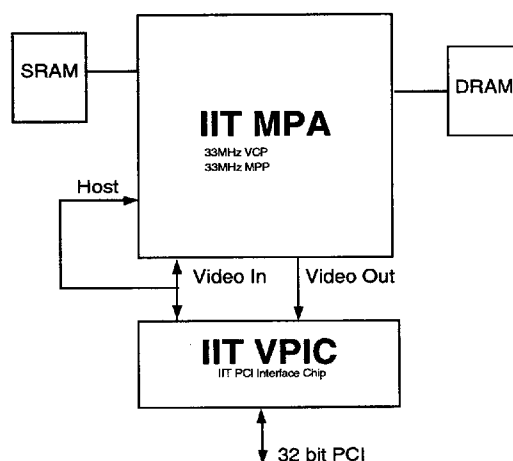 SRAM
DRAM
IIT MPA
33MHz VCP
33MHz MPP
Host
Video In
Video Out
IIT VPIC
IIT PCI Interface Chip
32 bit PCI